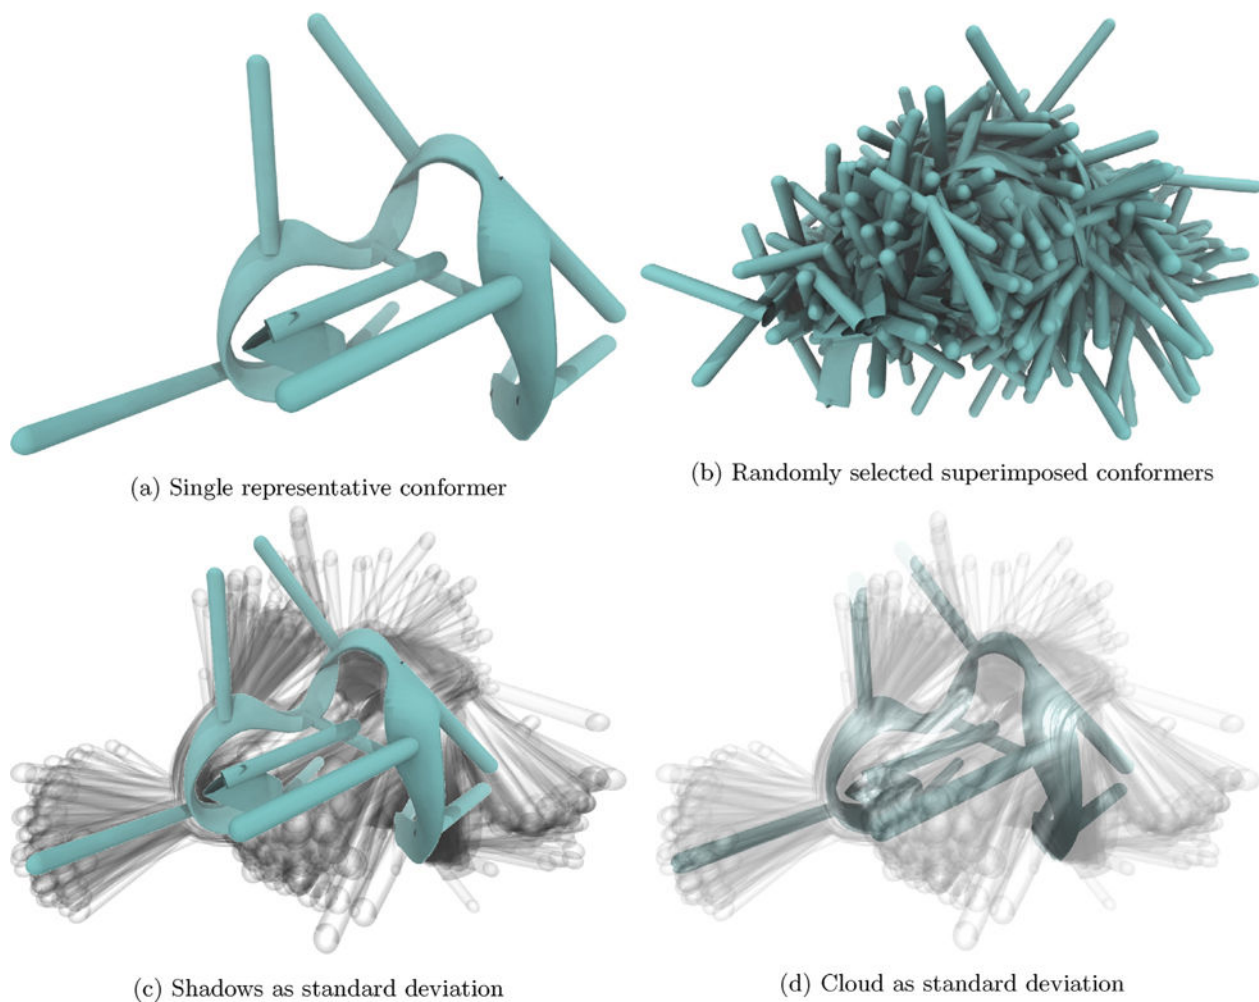 (a) Single representative conformer
(b) Randomly selected superimposed conformers
(c) Shadows as standard deviation
(d) Cloud as standard deviation